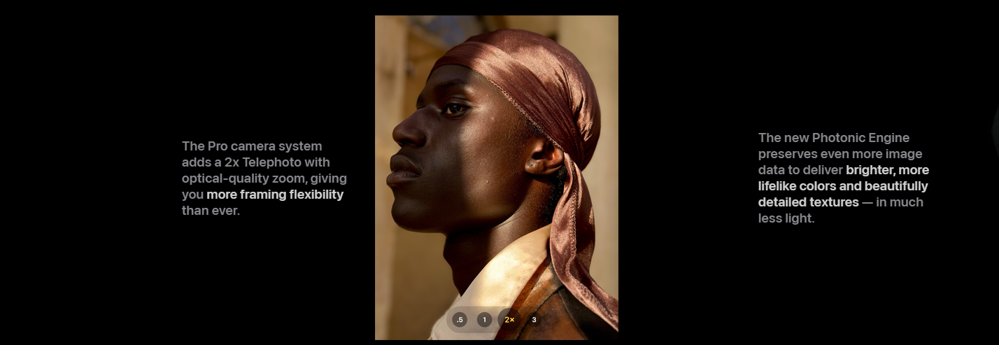 The Pro camera system
adds a 2x Telephoto with
optical-quality zoom, giving
you more framing flexibility
than ever.
.5 1 2× 3
The new Photonic Engine
preserves even more image
data to deliver brighter, more
lifelike colors and beautifully
detailed textures — in much
less light.